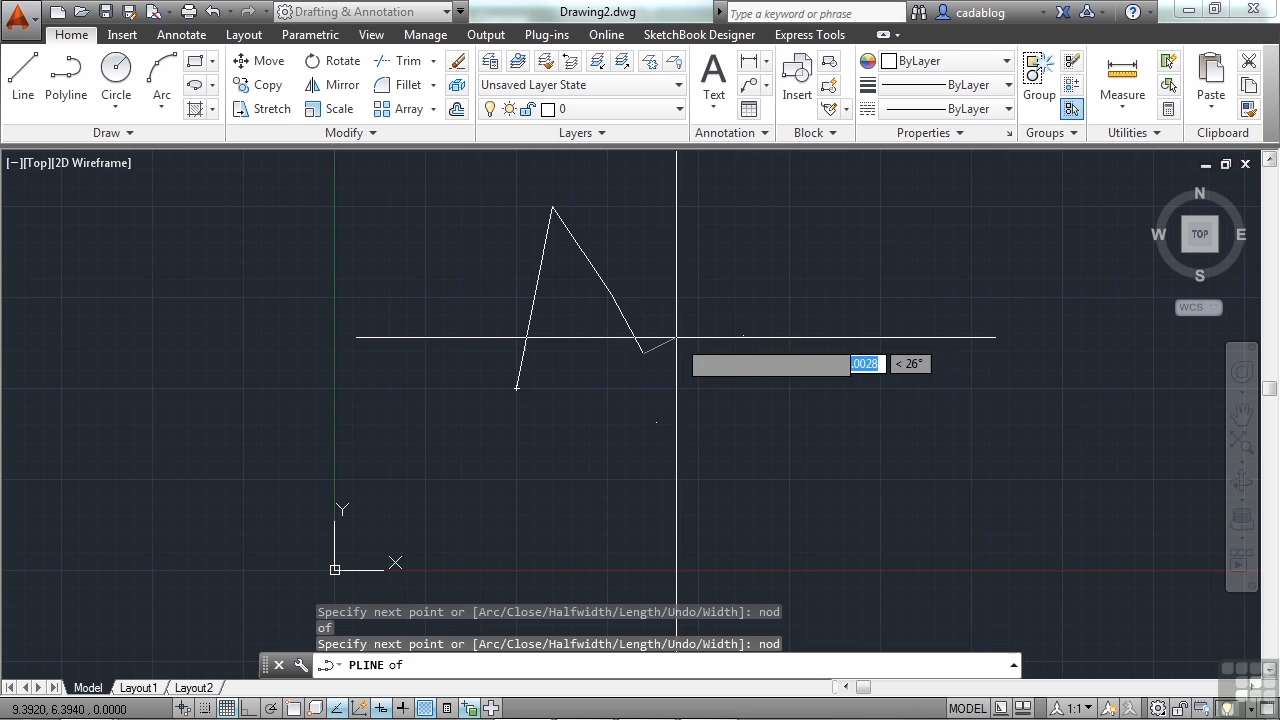 Drafting & Annotation
Drawing2.dwg
Type a keyword or phrase
cadablog
Home Insert Annotate Layout Parametric View Manage Output Plug-ins Online SketchBook Designer Express Tools
Line Polyline Circle Arc
Move Rotate Trim
Copy Mirror Fillet
Stretch Scale Array
Unsaved Layer State
0
Text
Insert
ByLayer
ByLayer
ByLayer
Group
Measure
Paste
Draw Modify Layers Annotation Block Properties Groups Utilities Clipboard
[−][Top][2D Wireframe]
N
W TOP E
S
WCS
.0028 < 26°
Y
X
Specify next point or [Arc/Close/Halfwidth/Length/Undo/Width]: nod
of
Specify next point or [Arc/Close/Halfwidth/Length/Undo/Width]: nod
PLINE of
Model Layout1 Layout2
9.3920, 6.3940 , 0.0000
MODEL
1:1